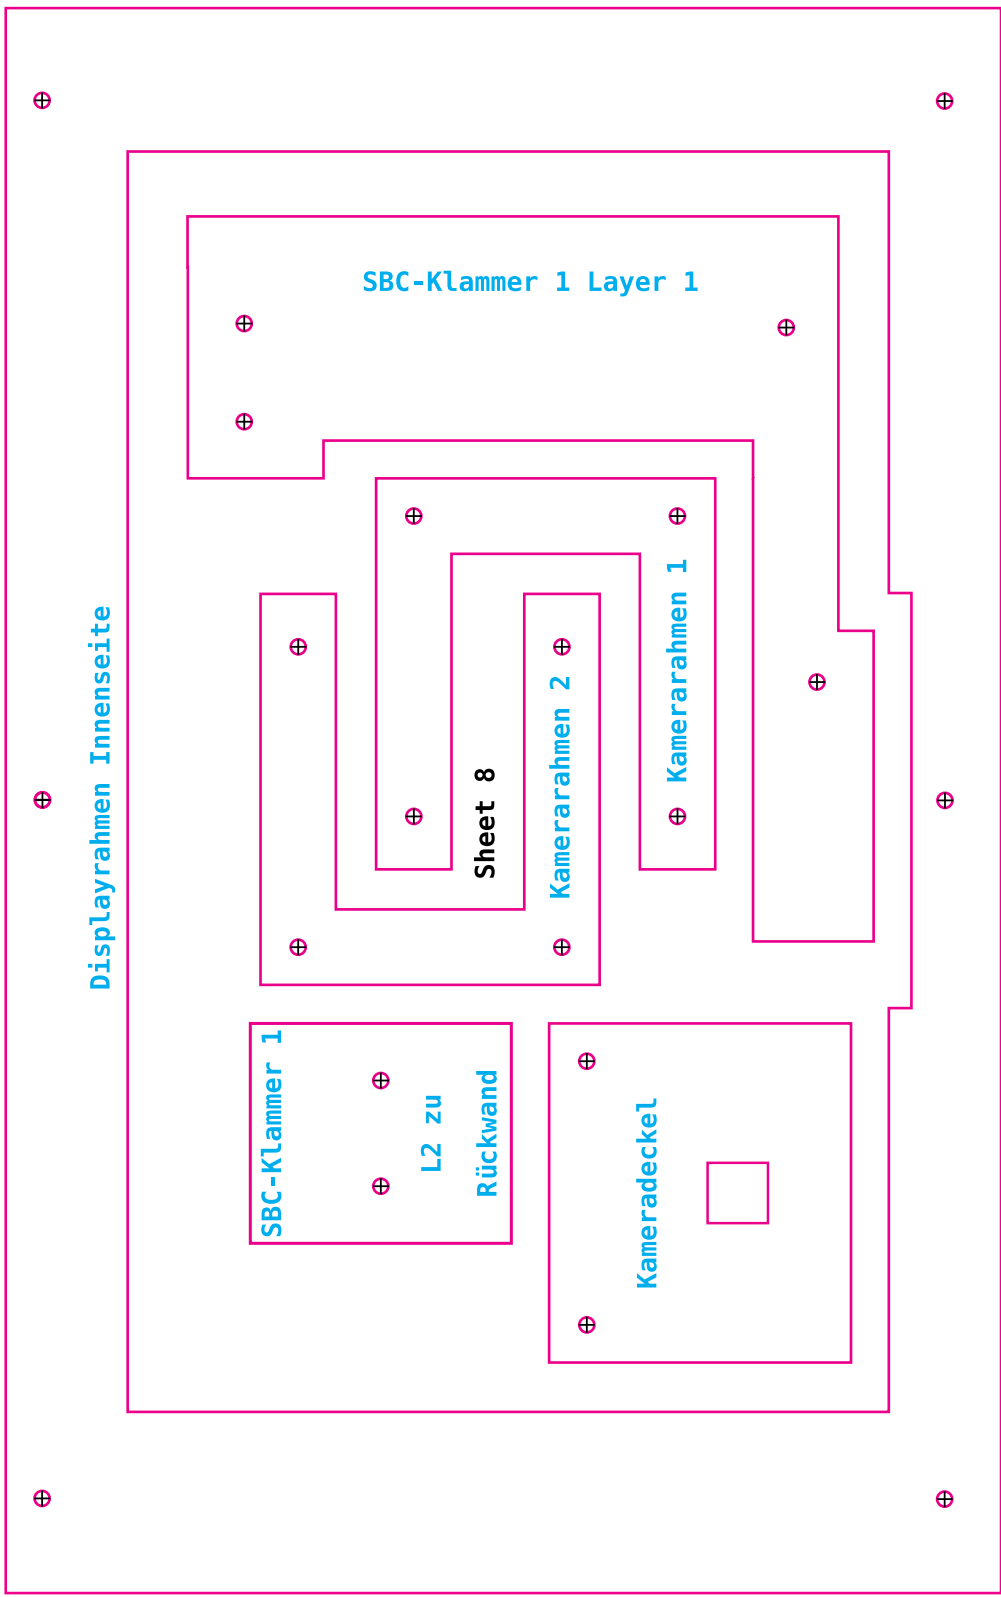 SBC-Klammer 1 Layer 1
Displayrahmen Innenseite
Kamerarahmen 1
Kamerarahmen 2
Sheet 8
SBC-Klammer 1
L2 zu
Rückwand
Kameradeckel